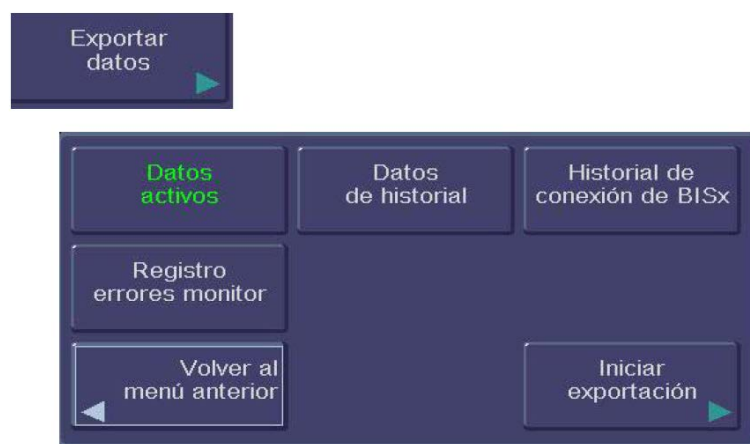 Exportar
datos
Datos
activos
Datos
de historial
Historial de
conexión de BISx
Registro
errores monitor
Volver al
menú anterior
Iniciar
exportación